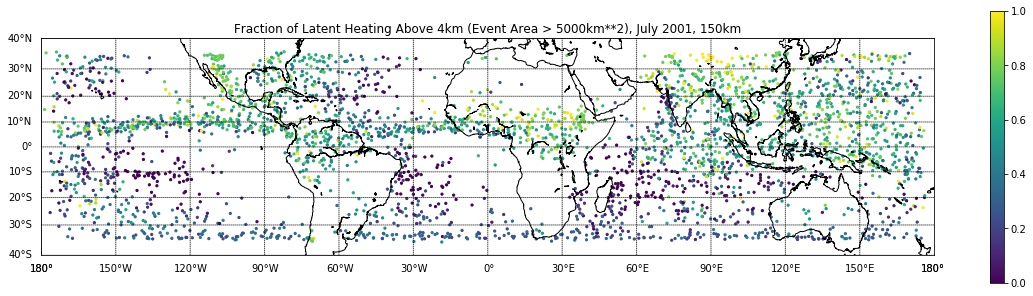 Fraction of Latent Heating Above 4km (Event Area > 5000km**2), July 2001, 150km
40°N
30°N
20°N
10°N
0°
10°S
20°S
30°S
40°S
180°
150°W
120°W
90°W
60°W
30°W
0°
30°E
60°E
90°E
120°E
150°E
180°
1.0
0.8
0.6
0.4
0.2
0.0